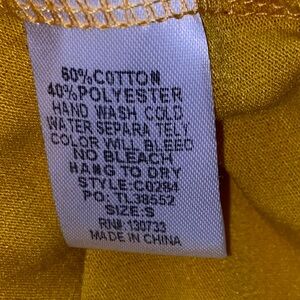 60%COTTON
40%POLYESTER
HAND WASH COLD
WATER SEPARA TELY
COLOR WILL BLEED
NO BLEACH
HANG TO DRY
STYLE:C0284
PO: TL38552
SIZE:S
RN#:130733
MADE IN CHINA